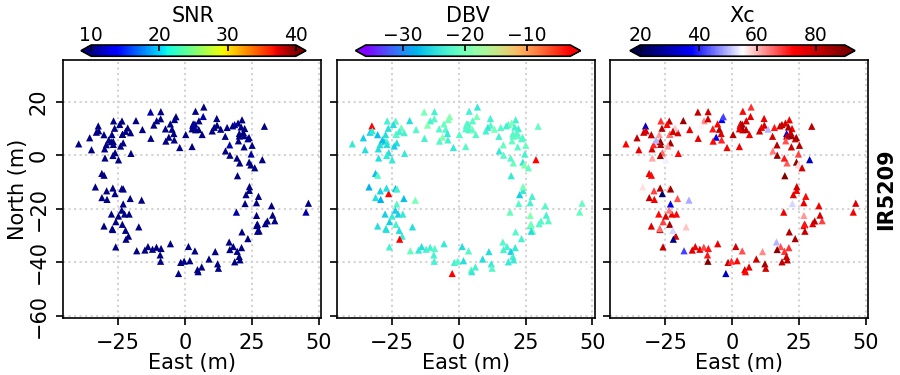 SNR DBV Xc
10 20 30 40 −30 −20 −10 20 40 60 80
North (m)
20
0
−20
−40
−60
−25 0 25 50 −25 0 25 50 −25 0 25 50
East (m) East (m) East (m)
IR5209